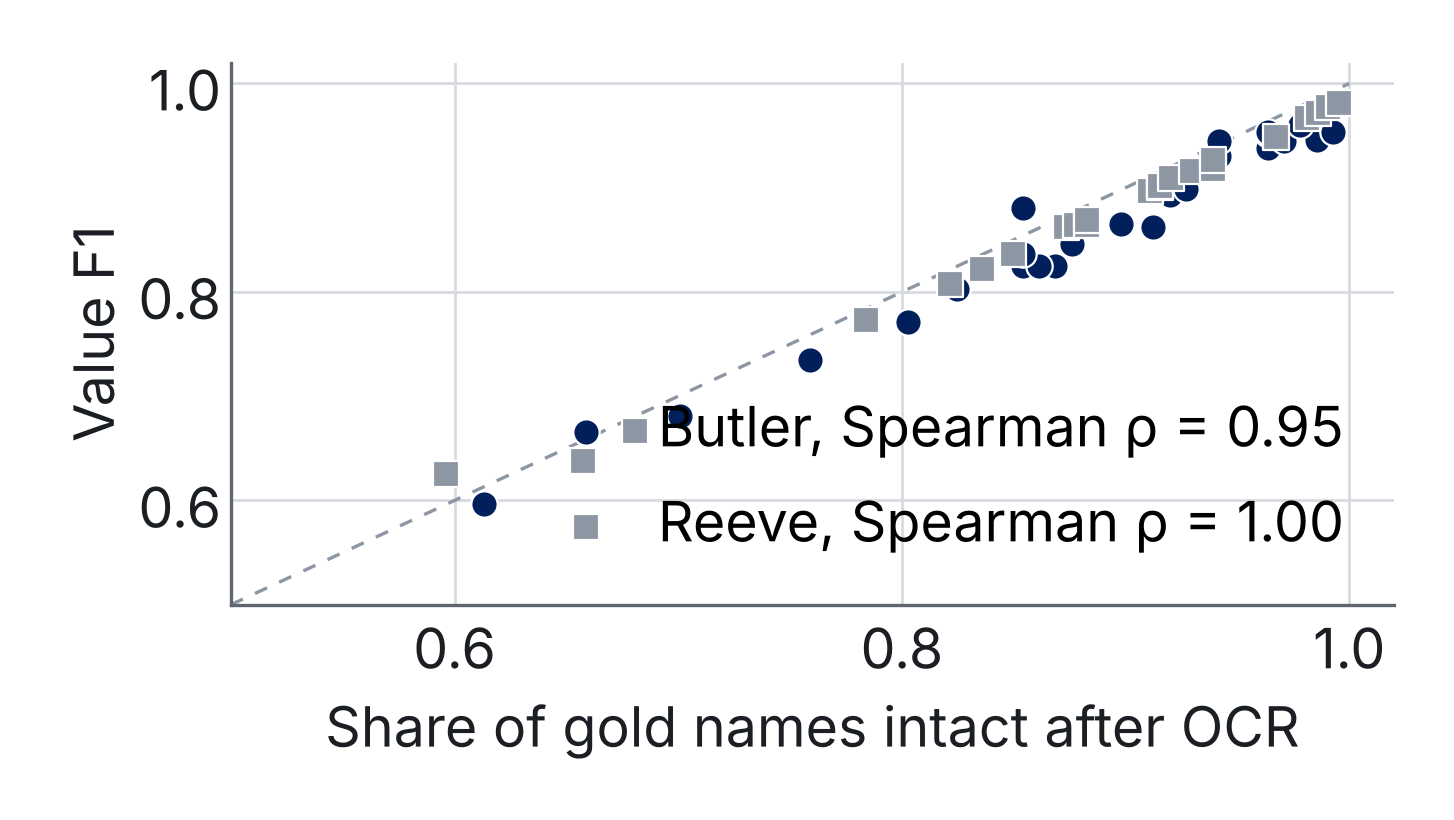 1.0
0.8
0.6
Value F1
Butler, Spearman ρ = 0.95
Reeve, Spearman ρ = 1.00
0.6 0.8 1.0
Share of gold names intact after OCR